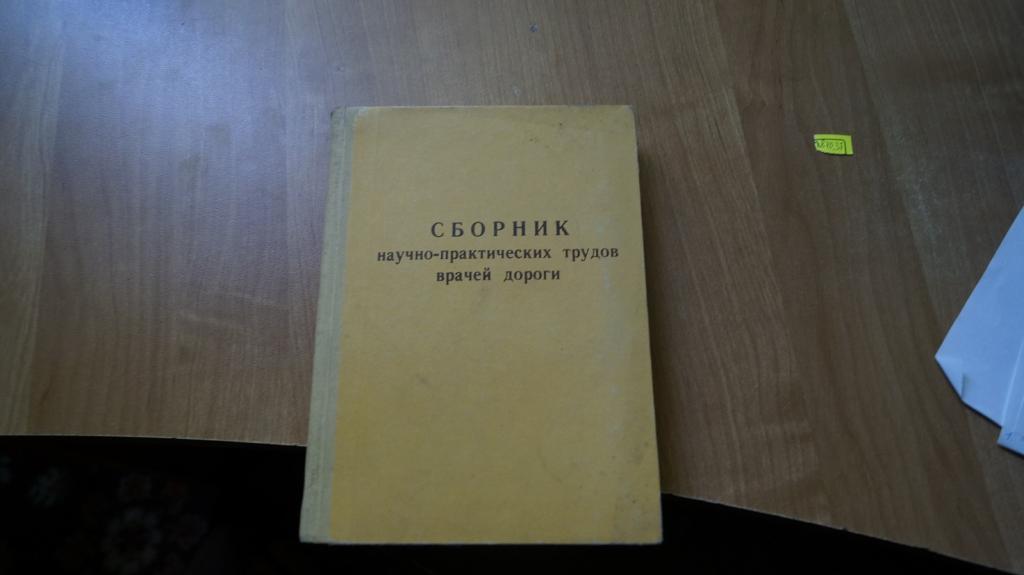 СБОРНИК
научно-практических трудов
врачей дороги